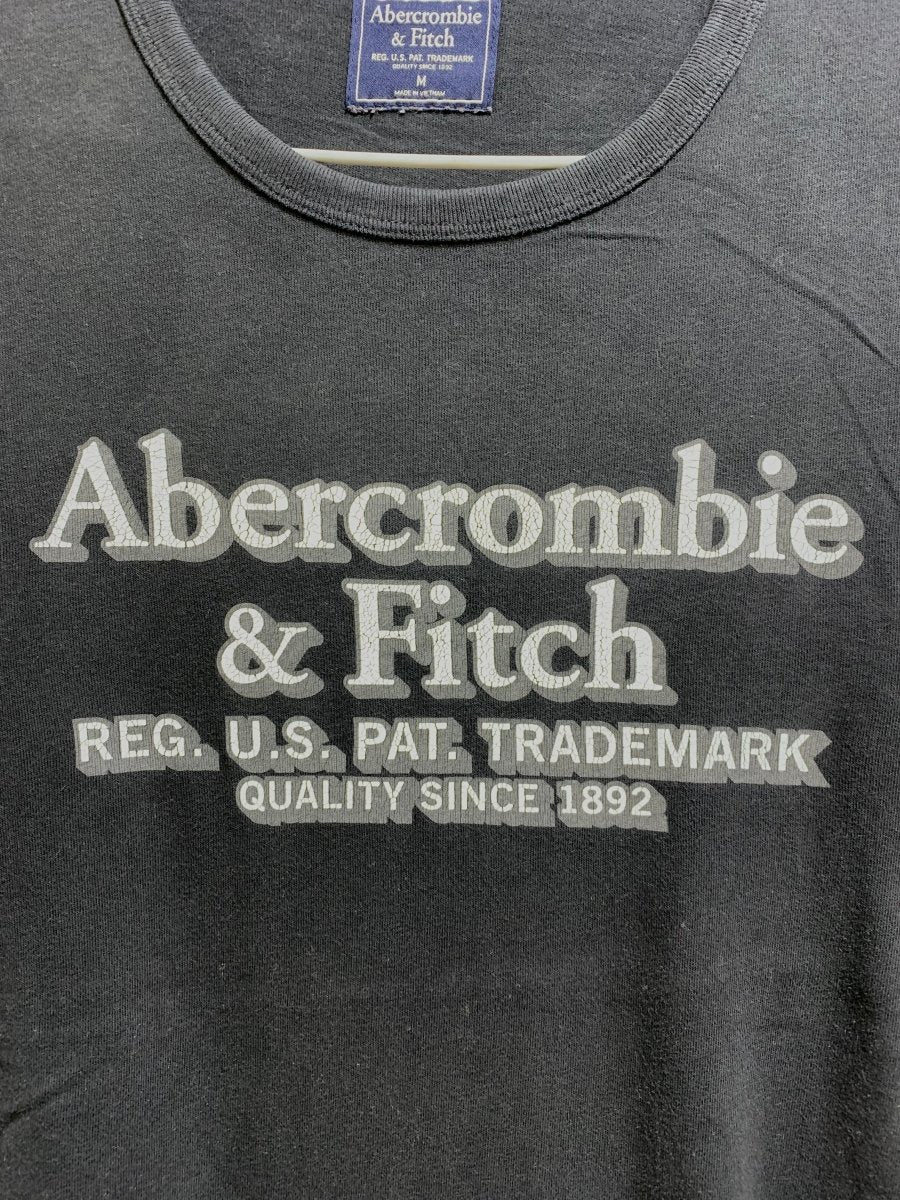 Abercrombie
& Fitch
REG. U.S. PAT. TRADEMARK
QUALITY SINCE 1892
M
MADE IN VIETNAM
Abercrombie
& Fitch
REG. U.S. PAT. TRADEMARK
QUALITY SINCE 1892